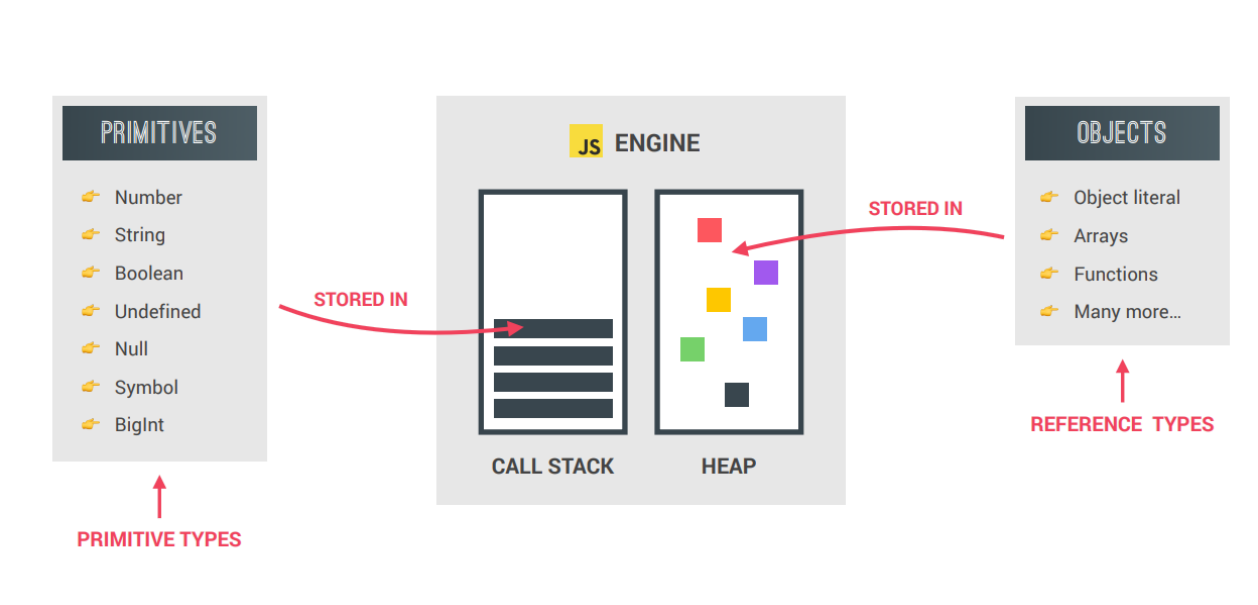 PRIMITIVES
Number
String
Boolean
Undefined
Null
Symbol
BigInt
PRIMITIVE TYPES
STORED IN
JS ENGINE
CALL STACK
HEAP
STORED IN
OBJECTS
Object literal
Arrays
Functions
Many more...
REFERENCE TYPES